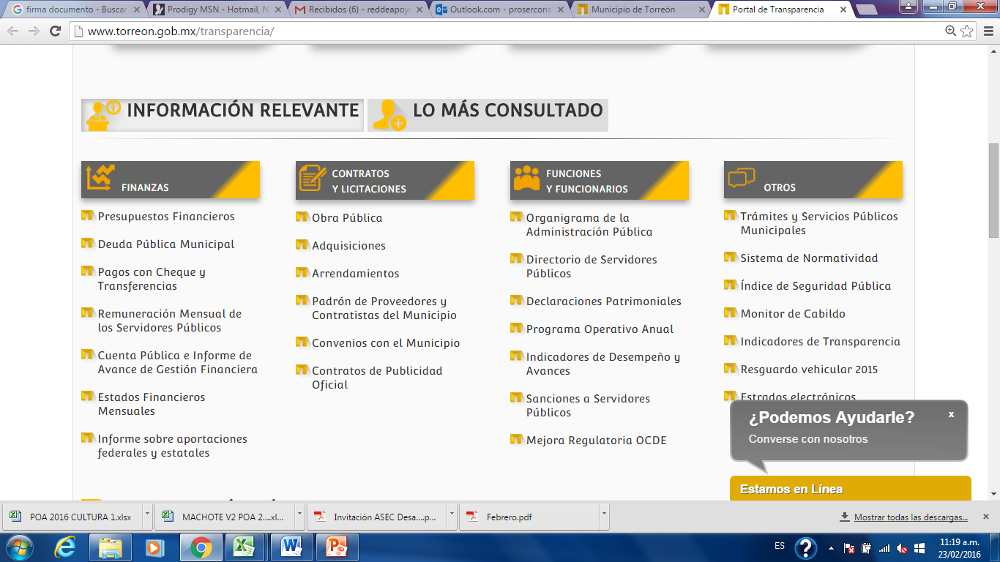 firma documento - Buscar
Prodigy MSN - Hotmail, N
Recibidos (6) - reddeapoyo
Outlook.com - prosercons
Municipio de Torreón
Portal de Transparencia
www.torreon.gob.mx/transparencia/
INFORMACIÓN RELEVANTE
LO MÁS CONSULTADO
FINANZAS
Presupuestos Financieros
Deuda Pública Municipal
Pagos con Cheque y
Transferencias
Remuneración Mensual de
los Servidores Públicos
Cuenta Pública e Informe de
Avance de Gestión Financiera
Estados Financieros
Mensuales
Informe sobre aportaciones
federales y estatales
CONTRATOS
Y LICITACIONES
Obra Pública
Adquisiciones
Arrendamientos
Padrón de Proveedores y
Contratistas del Municipio
Convenios con el Municipio
Contratos de Publicidad
Oficial
FUNCIONES
Y FUNCIONARIOS
Organigrama de la
Administración Pública
Directorio de Servidores
Públicos
Declaraciones Patrimoniales
Programa Operativo Anual
Indicadores de Desempeño y
Avances
Sanciones a Servidores
Públicos
Mejora Regulatoria OCDE
OTROS
Trámites y Servicios Públicos
Municipales
Sistema de Normatividad
Índice de Seguridad Pública
Monitor de Cabildo
Indicadores de Transparencia
Resguardo vehicular 2015
Estrados electrónicos
¿Podemos Ayudarle?
x
Converse con nosotros
Estamos en Línea
POA 2016 CULTURA 1.xlsx
MACHOTE V2 POA 2....xl...
Invitación ASEC Desa....p...
Febrero.pdf
Mostrar todas las descargas...
ES
11:19 a.m.
23/02/2016